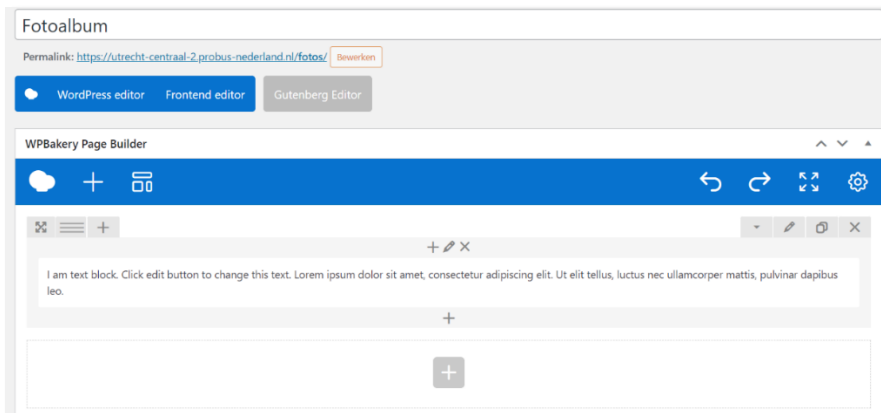 Fotoalbum
Permalink: https://utrecht-centraal-2.probus-nederland.nl/fotos/ Bewerken
WordPress editor Frontend editor Gutenberg Editor
WPBakery Page Builder
I am text block. Click edit button to change this text. Lorem ipsum dolor sit amet, consectetur adipiscing elit. Ut elit tellus, luctus nec ullamcorper mattis, pulvinar dapibus
leo.